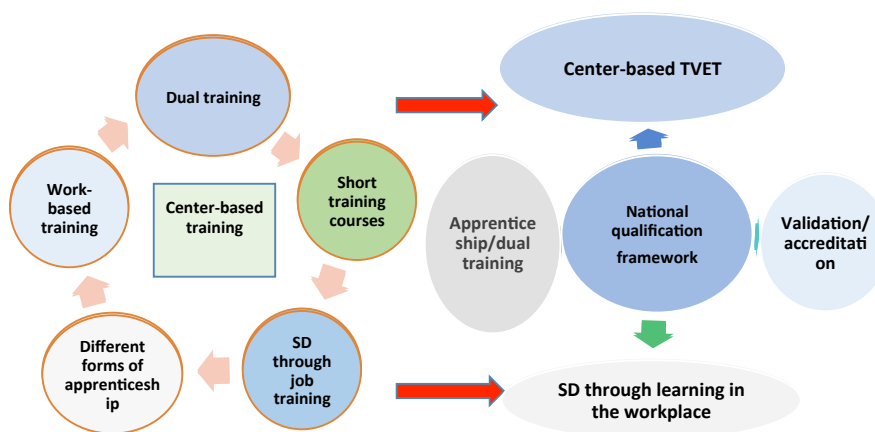 Dual training
Work-
based
training
Center-based
training
Short
training
courses
Different
forms of
apprenticesh
ip
SD
through
job
training
Center-based TVET
Apprentice
ship/dual
training
National
qualification
framework
Validation/
accreditati
on
SD through learning in
the workplace